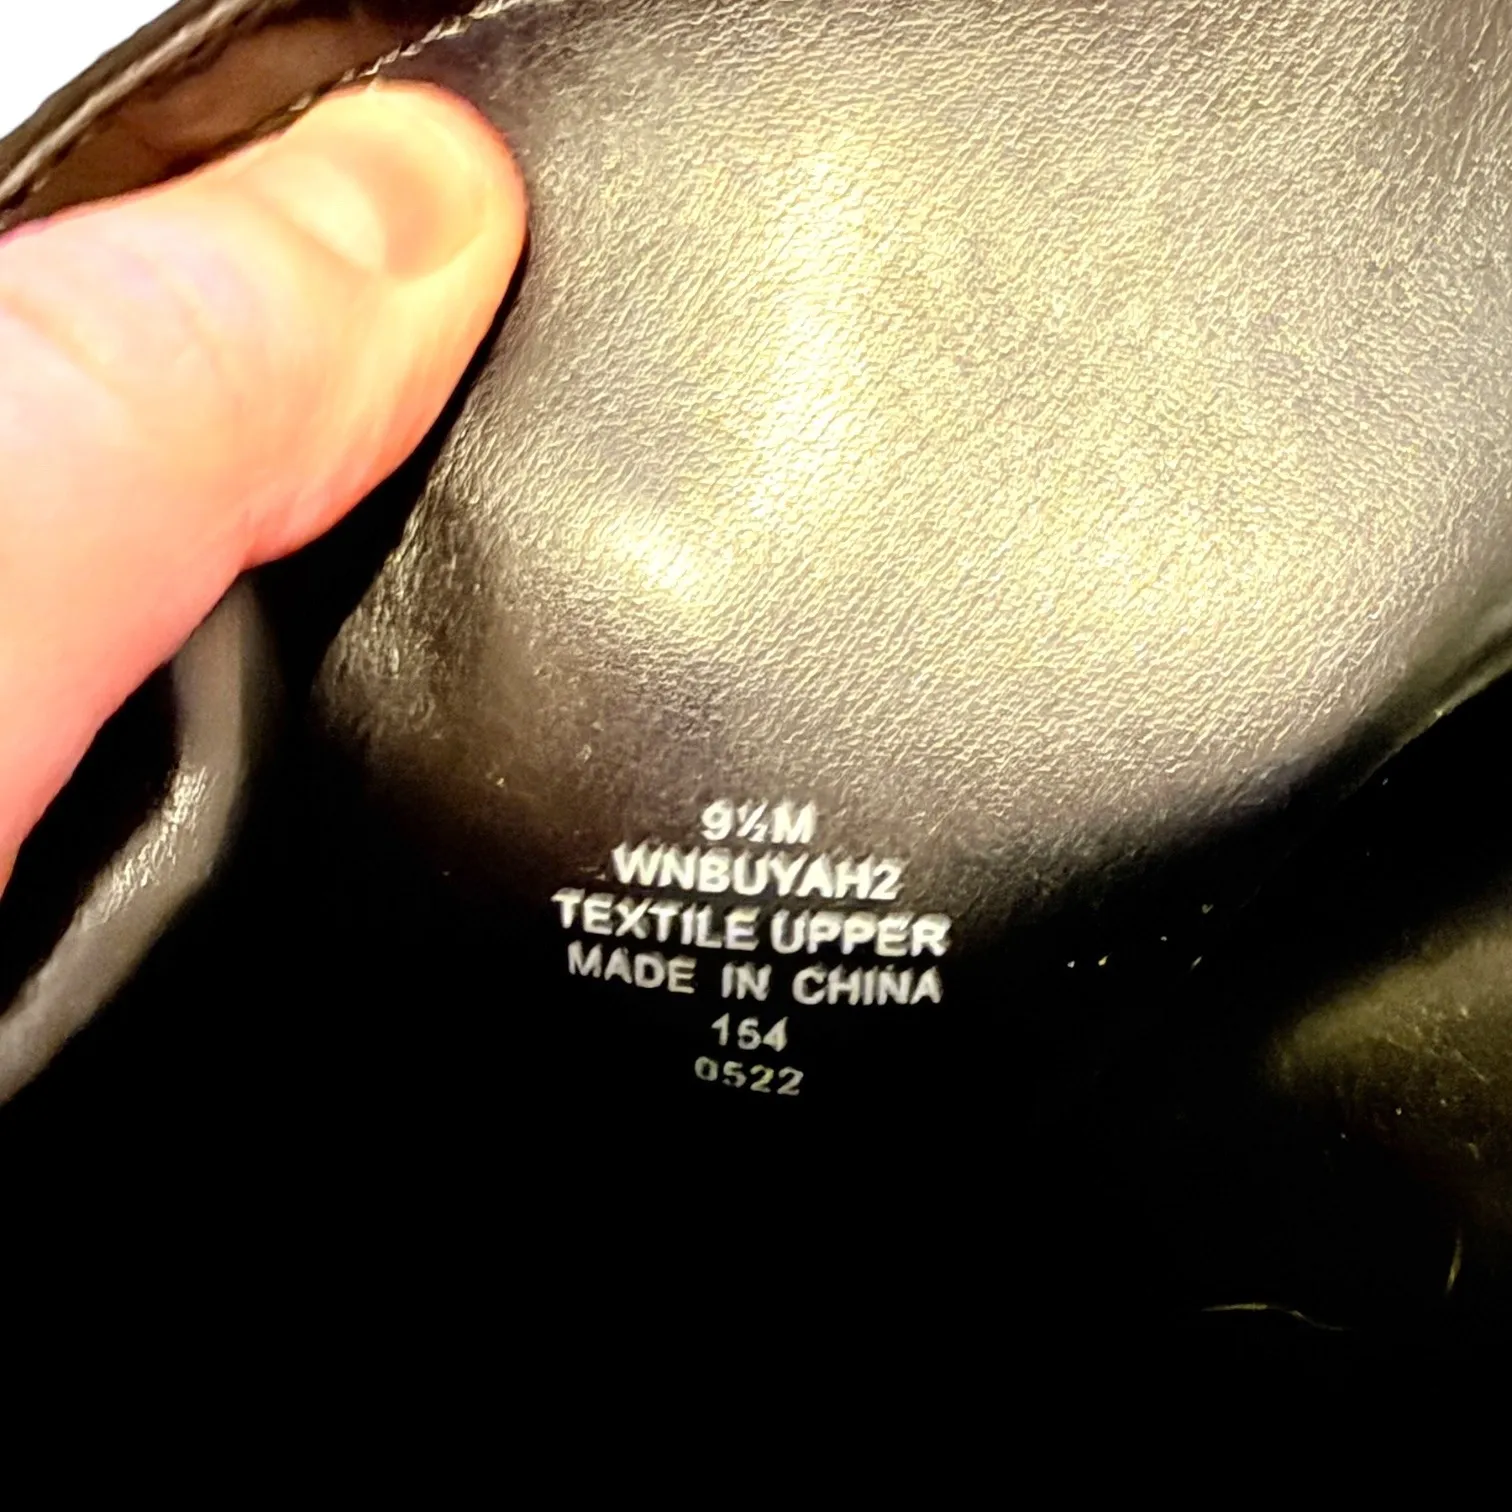 9½M
WNBUYAH2
TEXTILE UPPER
MADE IN CHINA
154
0522